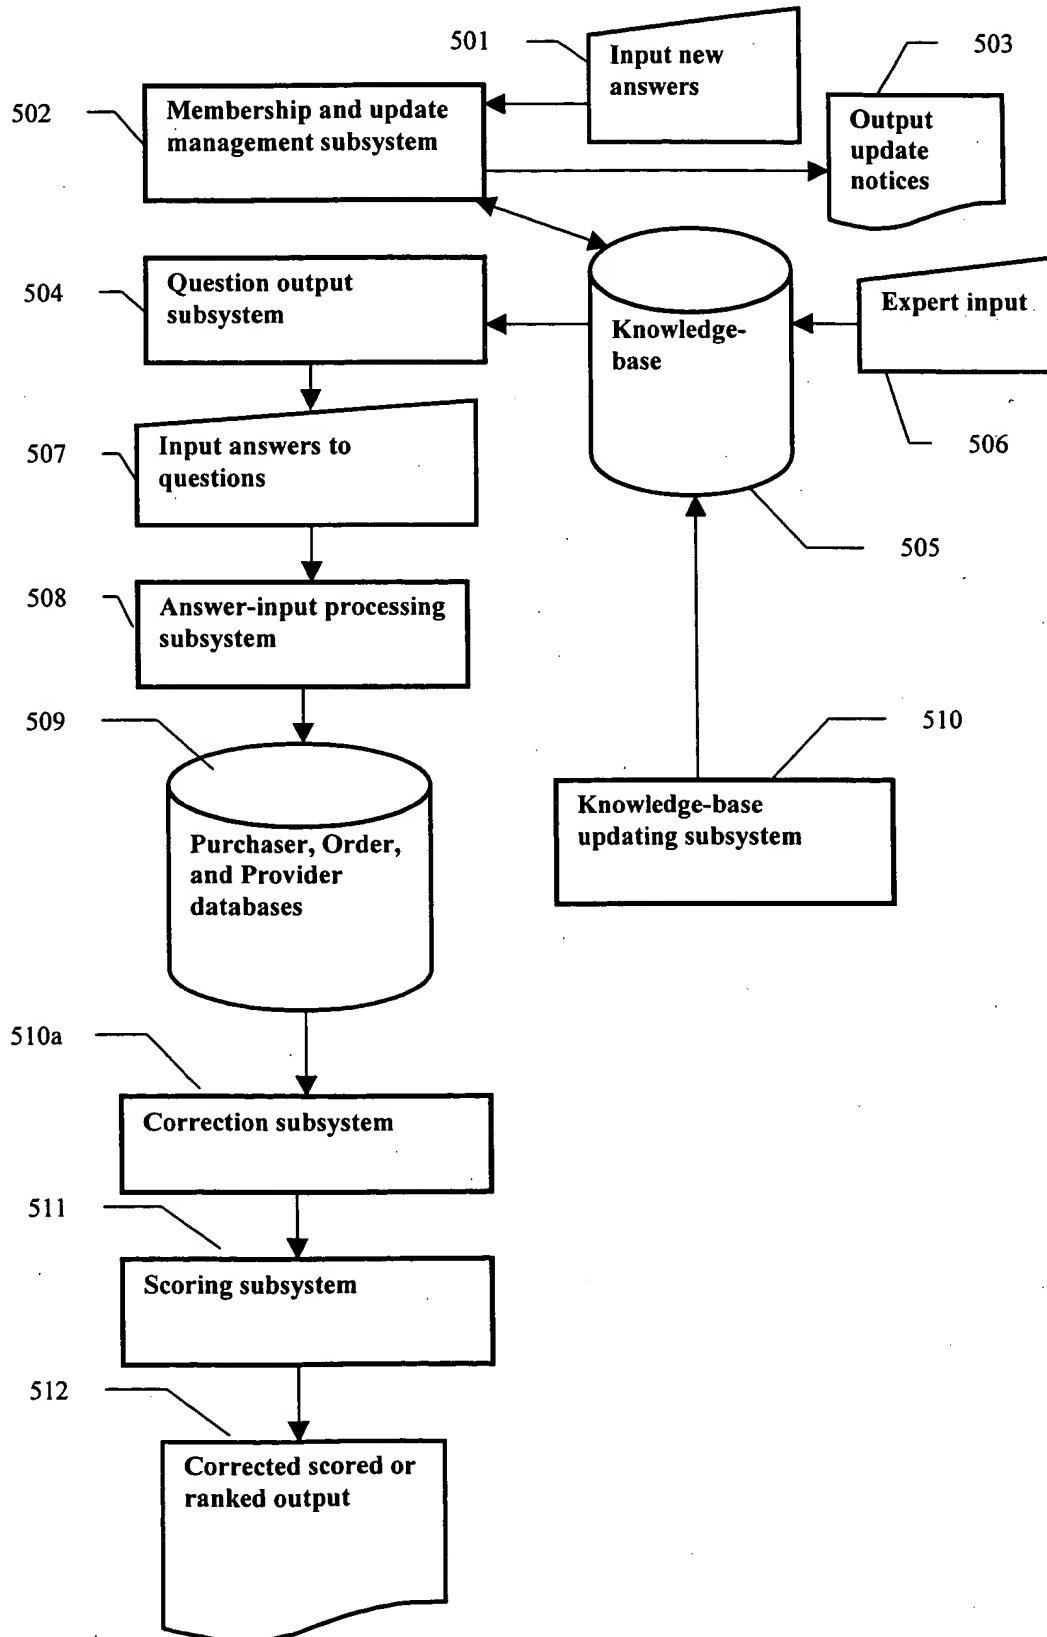 501
Input new
answers
503
502
Membership and update
management subsystem
Output
update
notices
504
Question output
subsystem
Knowledge-
base
Expert input
506
507
Input answers to
questions
505
508
Answer-input processing
subsystem
509
510
Purchaser, Order,
and Provider
databases
Knowledge-base
updating subsystem
510a
Correction subsystem
511
Scoring subsystem
512
Corrected scored or
ranked output